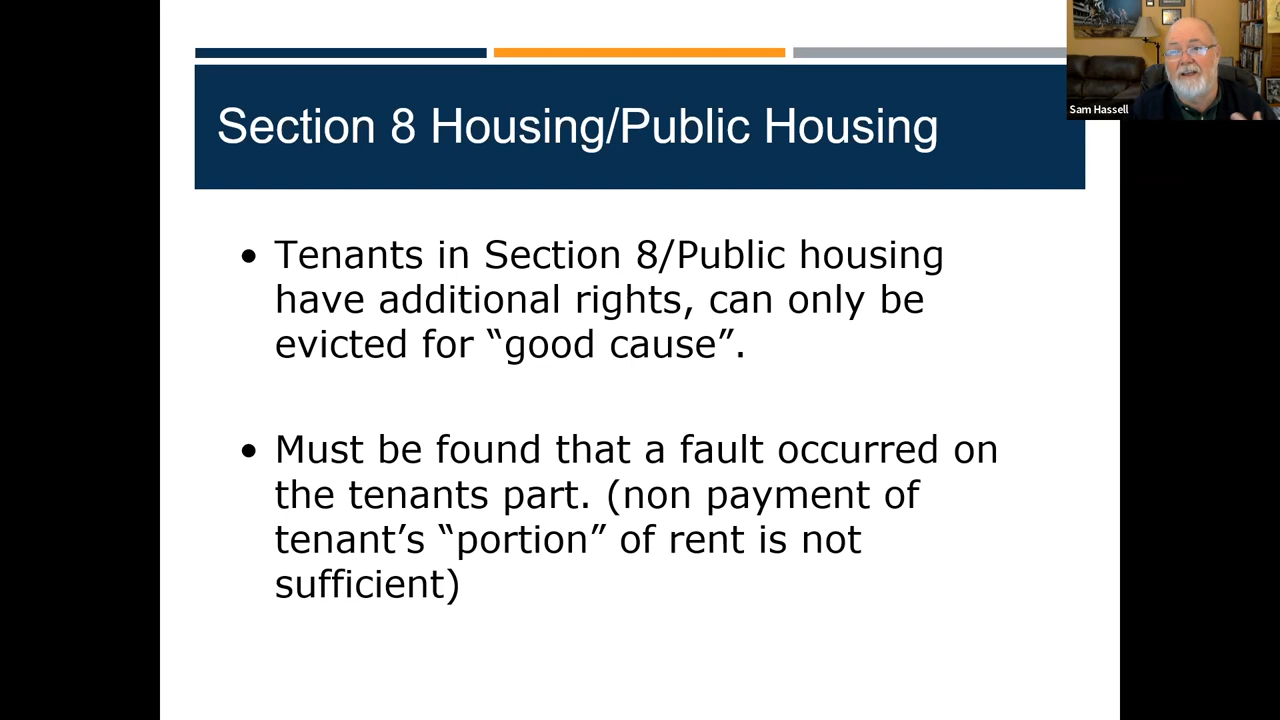 Section 8 Housing/Public Housing
Sam Hassell
• Tenants in Section 8/Public housing
have additional rights, can only be
evicted for “good cause”.
• Must be found that a fault occurred on
the tenants part. (non payment of
tenant’s “portion” of rent is not
sufficient)